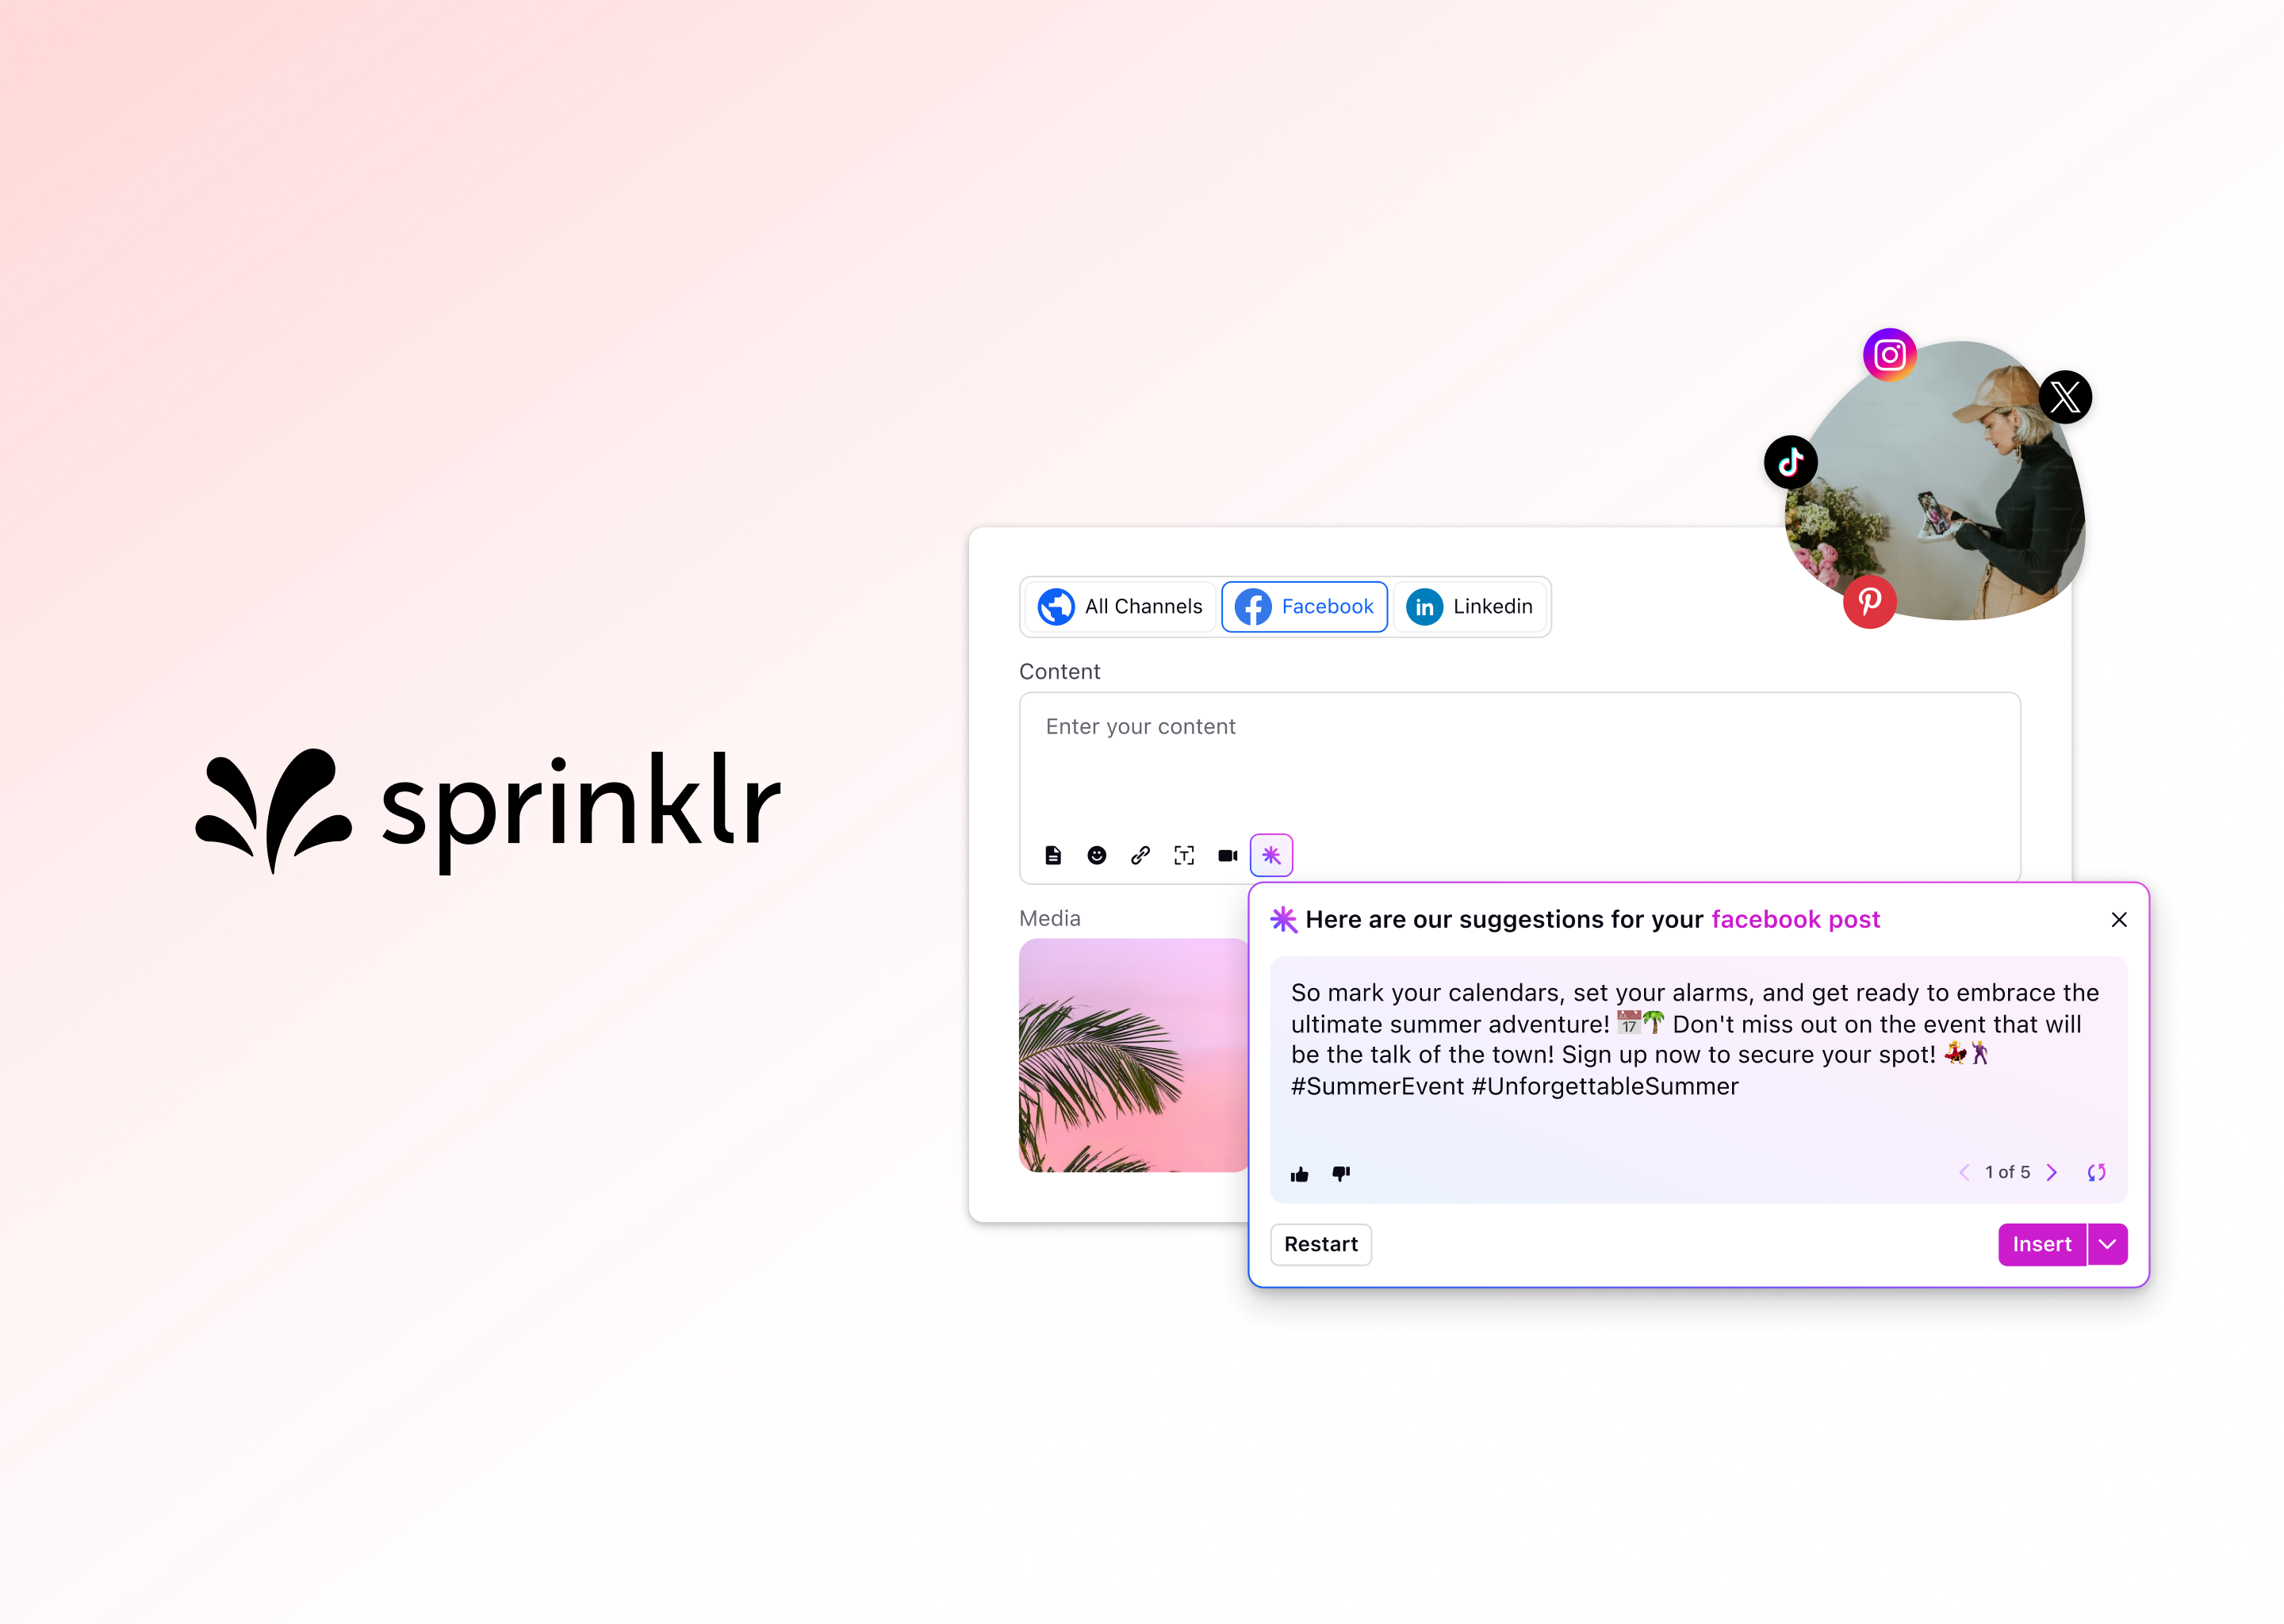 sprinklr
All Channels
Facebook
Linkedin
Content
Enter your content
Media
Here are our suggestions for your facebook post
So mark your calendars, set your alarms, and get ready to embrace the
ultimate summer adventure! 📅🌴 Don't miss out on the event that will
be the talk of the town! Sign up now to secure your spot! 💃🕺
#SummerEvent #UnforgettableSummer
1 of 5
Restart
Insert